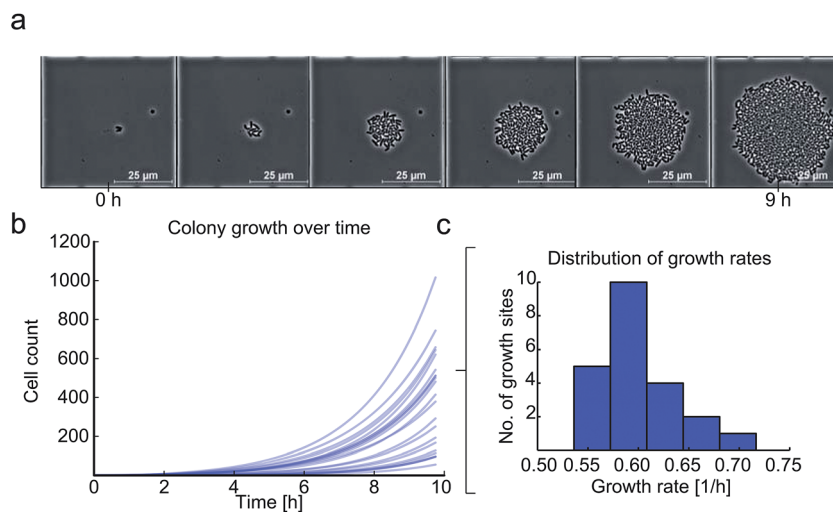 a
25 µm 25 µm 25 µm 25 µm 25 µm 25 µm
0 h 9 h
b
Colony growth over time
1200
1000
800
600
400
200
Cell count
0 2 4 6 8 10
Time [h]
c
Distribution of growth rates
10
8
6
4
2
No. of growth sites
0.50 0.55 0.60 0.65 0.70 0.75
Growth rate [1/h]